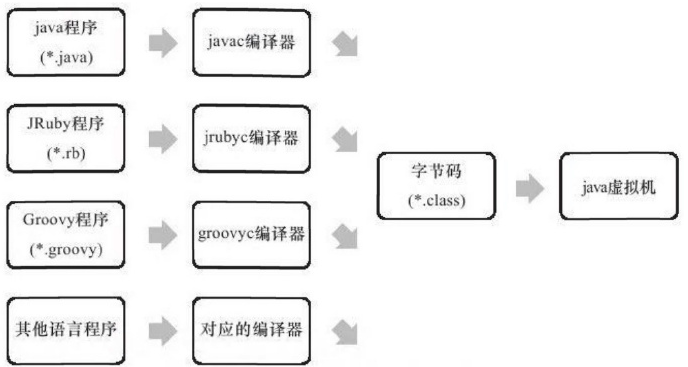 java程序
(*.java)
javac编译器
JRuby程序
(*.rb)
jrubyc编译器
Groovy程序
(*.groovy)
groovyc编译器
其他语言程序
对应的编译器
字节码
(*.class)
java虚拟机